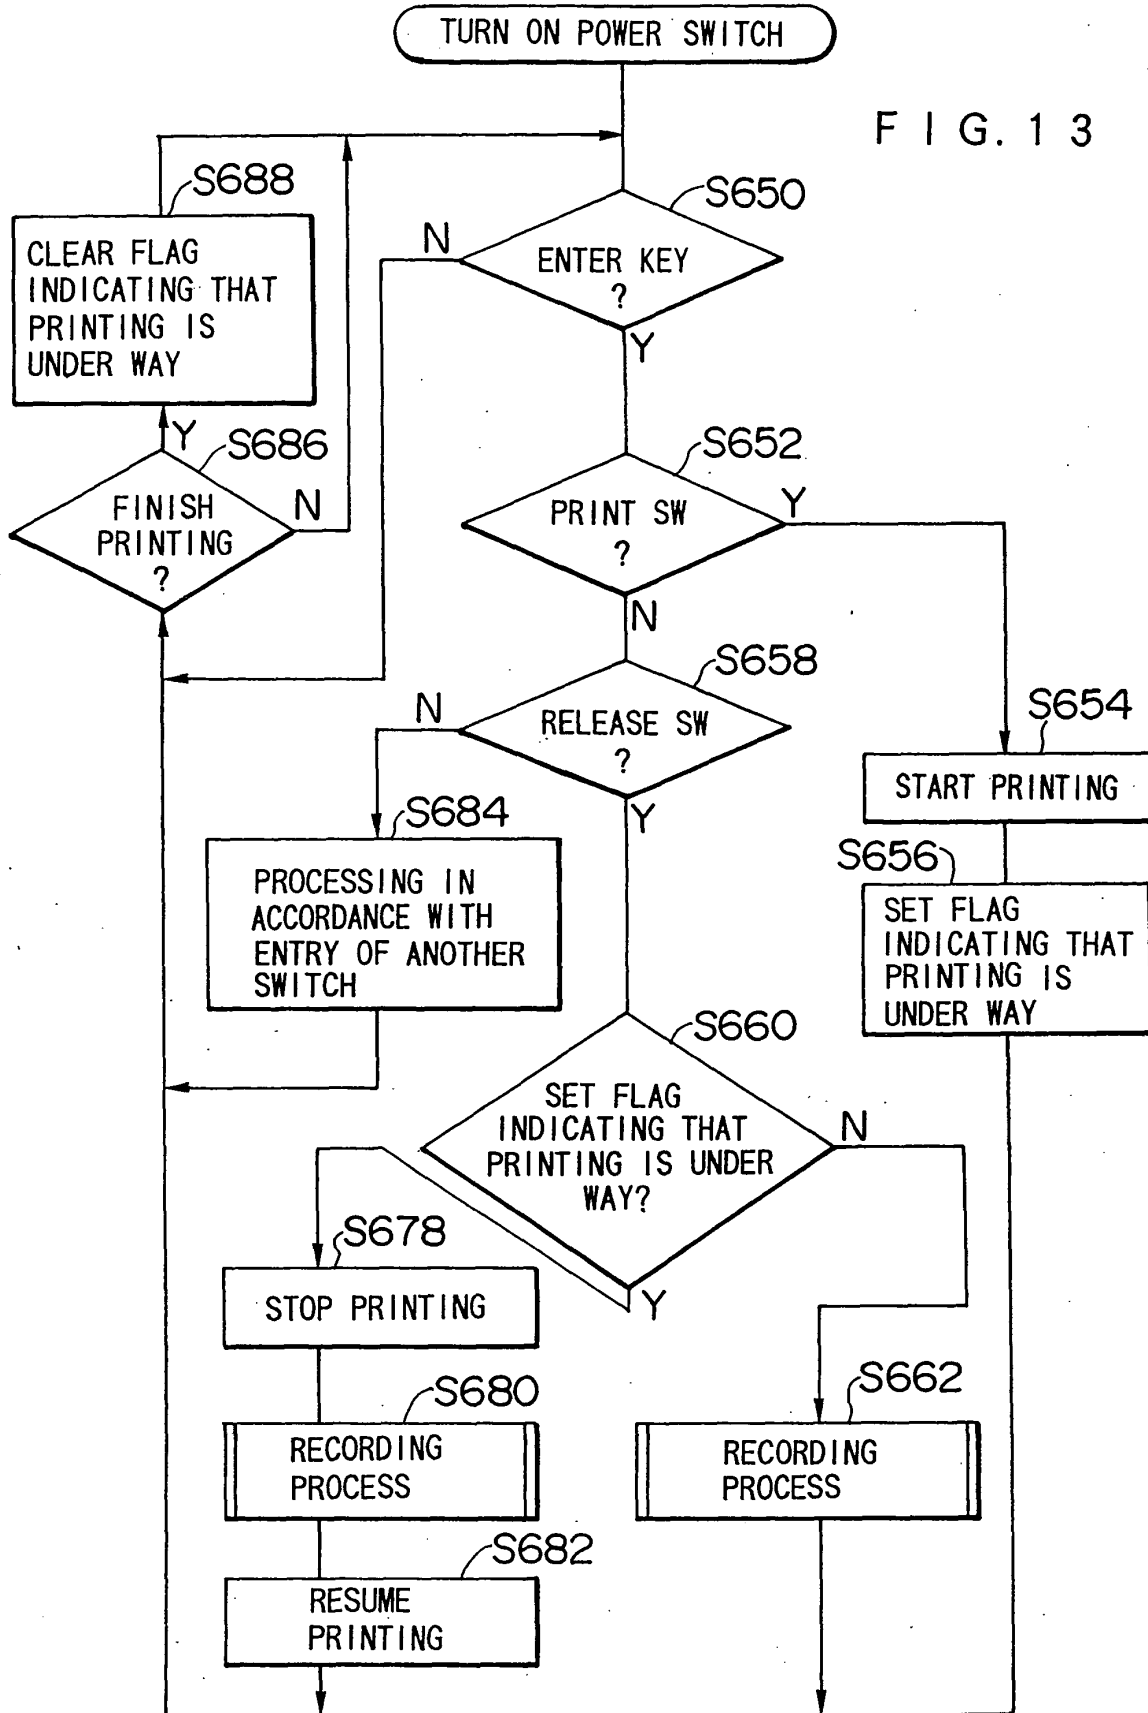 TURN ON POWER SWITCH
FIG. 13
S688
CLEAR FLAG
INDICATING THAT
PRINTING IS
UNDER WAY
S650
N
ENTER KEY
?
Y
Y
S686
FINISH
PRINTING
?
N
S652
PRINT SW
?
Y
N
S658
N
RELEASE SW
?
Y
S654
START PRINTING
S656
SET FLAG
INDICATING THAT
PRINTING IS
UNDER WAY
S684
PROCESSING IN
ACCORDANCE WITH
ENTRY OF ANOTHER
SWITCH
S660
SET FLAG
INDICATING THAT
PRINTING IS UNDER
WAY?
N
Y
S678
STOP PRINTING
S680
RECORDING
PROCESS
S662
RECORDING
PROCESS
S682
RESUME
PRINTING